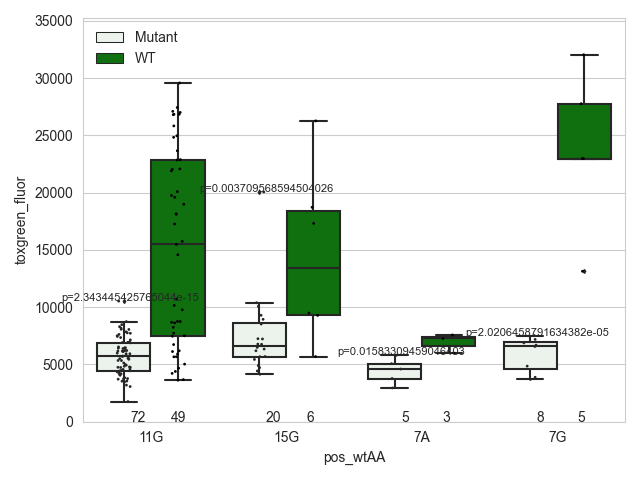 35000
Mutant
WT
30000
25000
20000
15000
10000
5000
0
toxgreen_fluor
p=0.003709568594504026
p=2.343445425765044e-15
p=0.01583309459046403
p=2.0206458791634382e-05
72 49 20 6 5 3 8 5
11G 15G 7A 7G
pos_wtAA